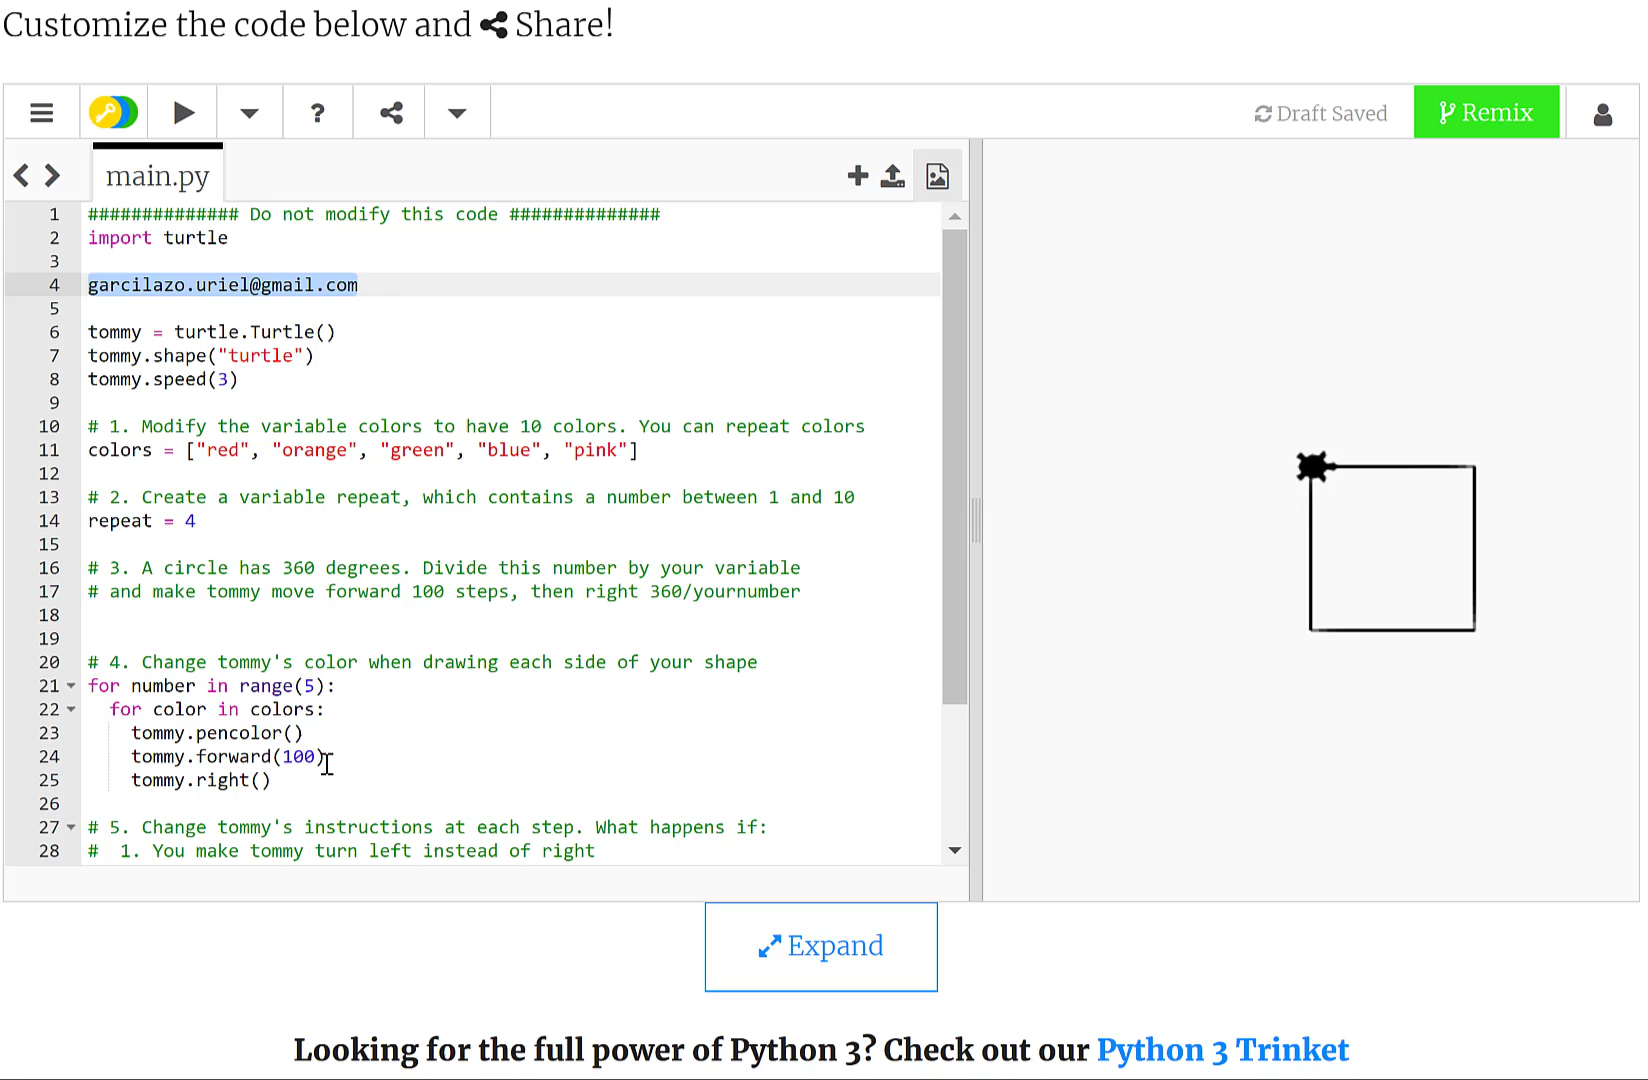 Customize the code below and Share!
?
Draft Saved
Remix
main.py
1 ############## Do not modify this code ##############
2 import turtle
3
4 garcilazo.uriel@gmail.com
5
6 tommy = turtle.Turtle()
7 tommy.shape("turtle")
8 tommy.speed(3)
9
10 # 1. Modify the variable colors to have 10 colors. You can repeat colors
11 colors = ["red", "orange", "green", "blue", "pink"]
12
13 # 2. Create a variable repeat, which contains a number between 1 and 10
14 repeat = 4
15
16 # 3. A circle has 360 degrees. Divide this number by your variable
17 # and make tommy move forward 100 steps, then right 360/yournumber
18
19
20 # 4. Change tommy's color when drawing each side of your shape
21 for number in range(5):
22 for color in colors:
23 tommy.pencolor()
24 tommy.forward(100)
25 tommy.right()
26
27 # 5. Change tommy's instructions at each step. What happens if:
28 # 1. You make tommy turn left instead of right
Expand
Looking for the full power of Python 3? Check out our Python 3 Trinket